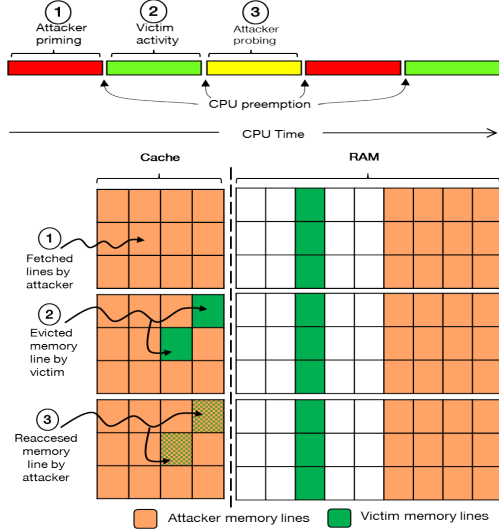 1
Attacker
priming
2
Victim
activity
3
Attacker
probing
CPU preemption
CPU Time
Cache
RAM
1
Fetched
lines by
attacker
2
Evicted
memory
line by
victim
3
Reaccesed
memory
line by
attacker
Attacker memory lines
Victim memory lines